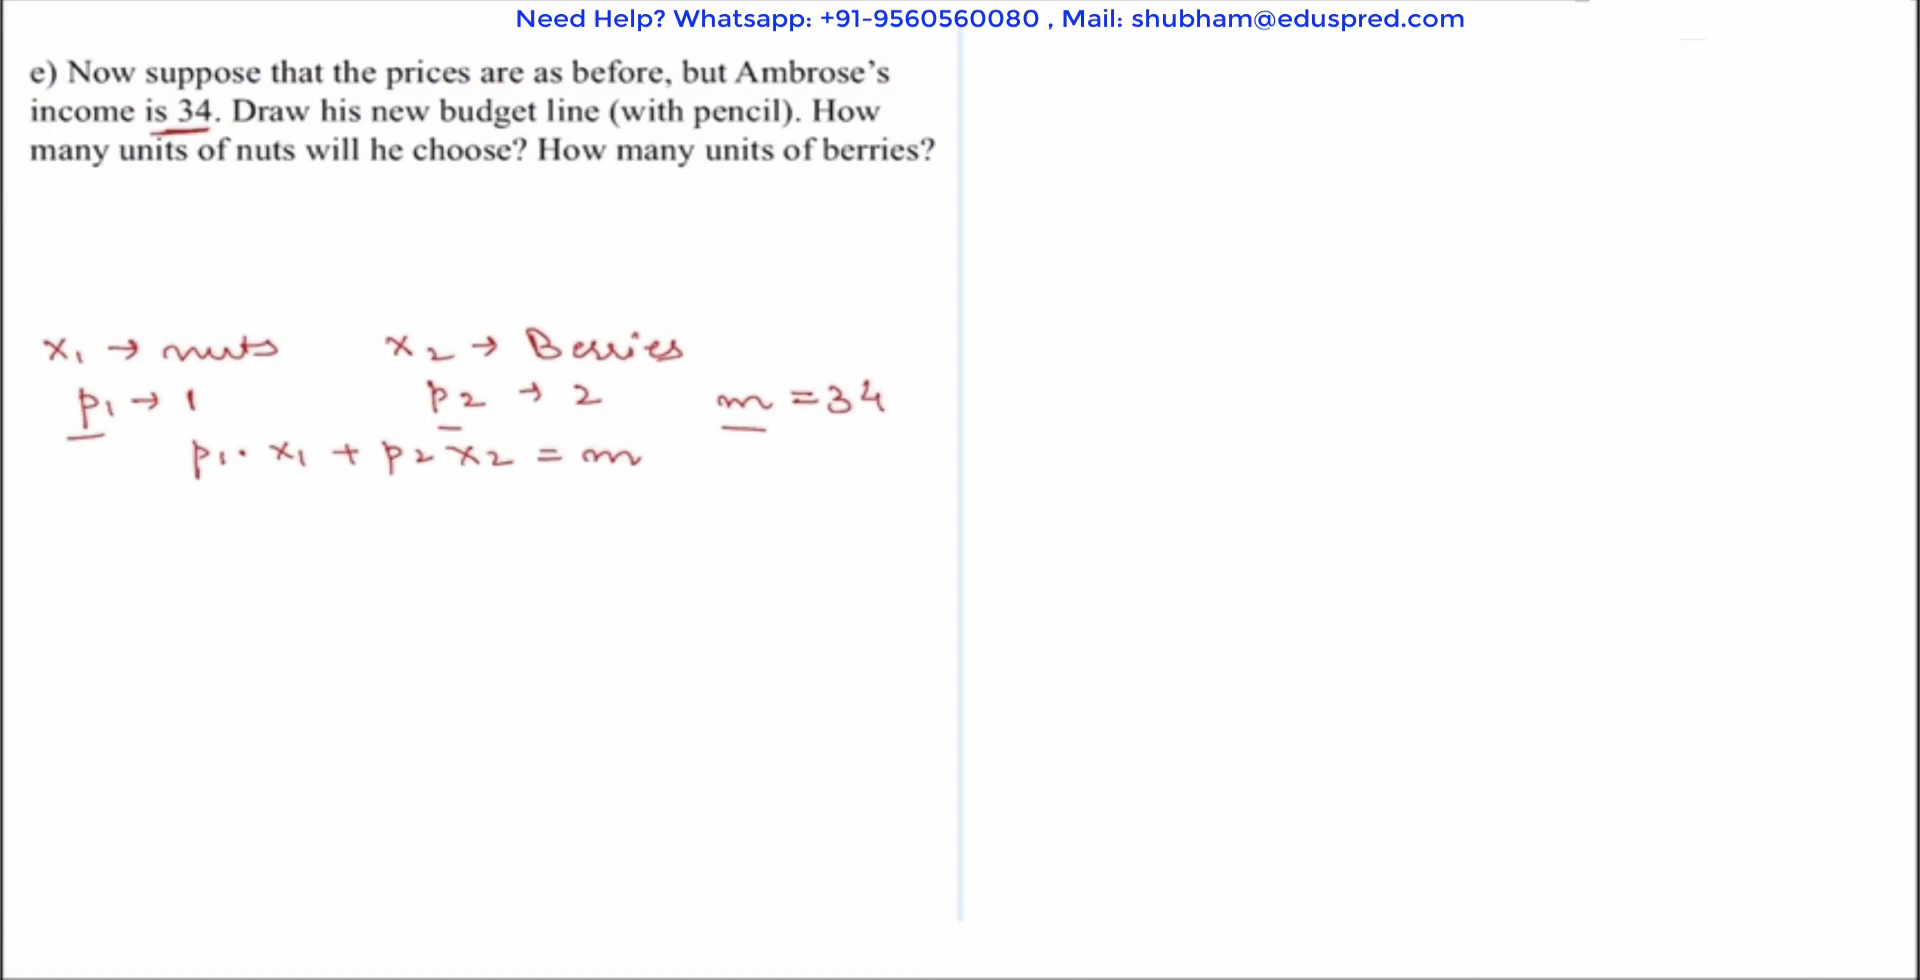 Need Help? Whatsapp: +91-9560560080 , Mail: shubham@eduspred.com
e) Now suppose that the prices are as before, but Ambrose’s
income is 34. Draw his new budget line (with pencil). How
many units of nuts will he choose? How many units of berries?
x₁ → nuts x₂ → Berries
p₁ → 1 p₂ → 2 m = 34
p₁. x₁ + p₂ x₂ = m